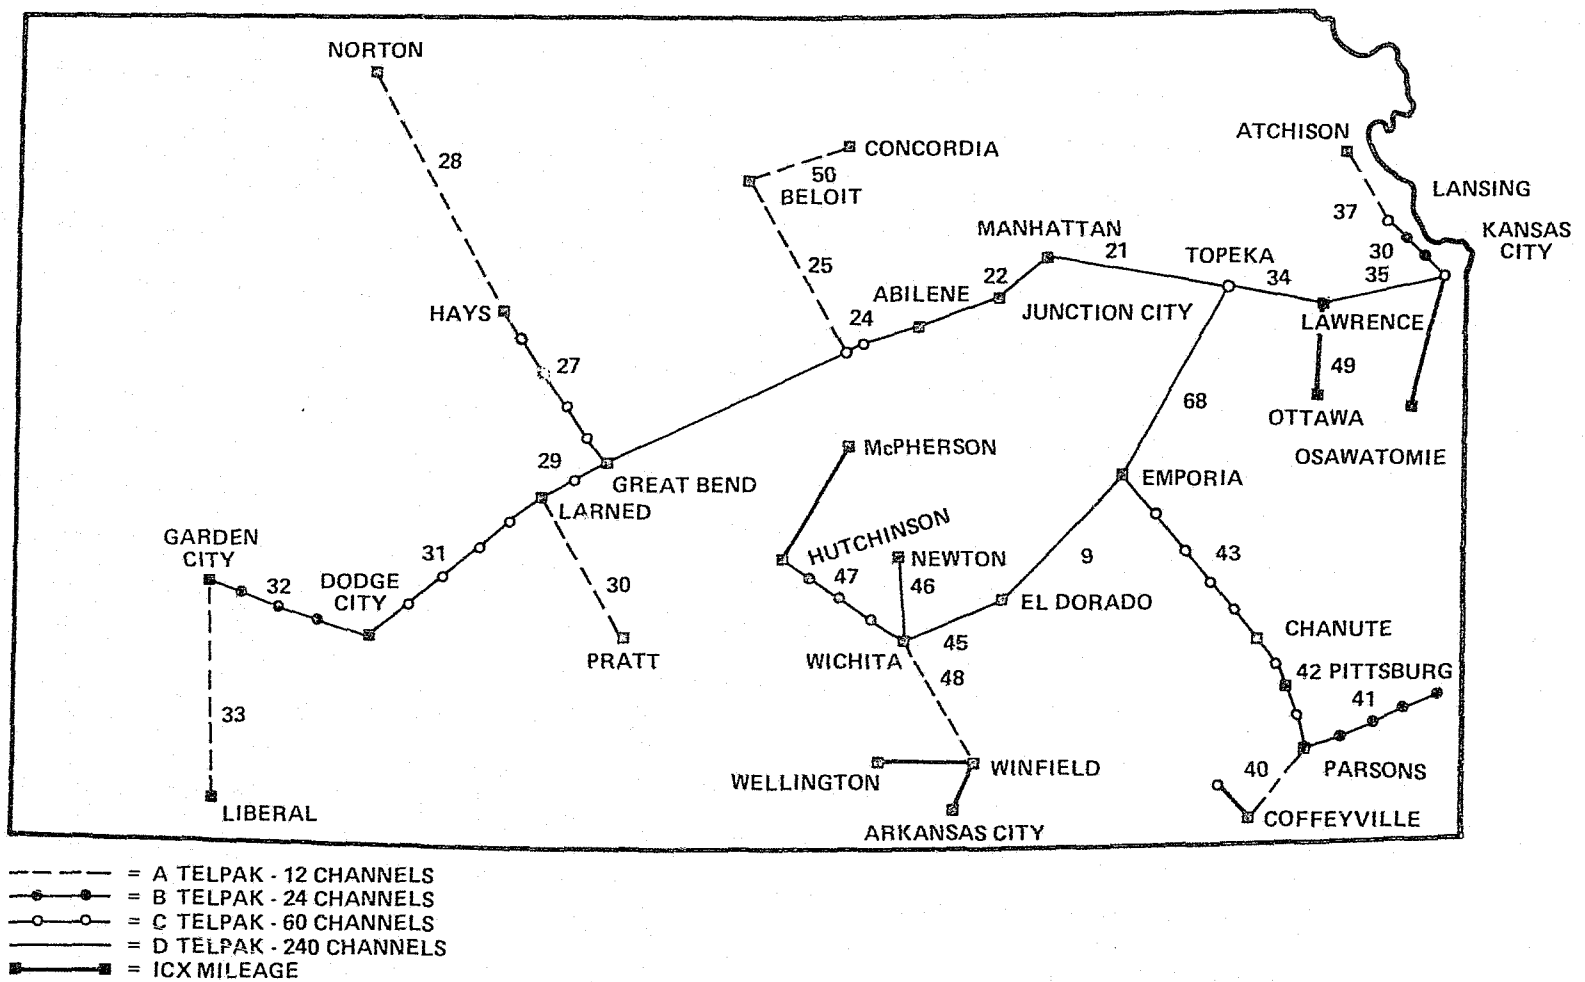 NORTON
28
CONCORDIA
50
BELOIT
ATCHISON
LANSING
37
KANSAS
CITY
30
MANHATTAN
21
TOPEKA
34
35
25
22
ABILENE
JUNCTION CITY
LAWRENCE
HAYS
24
27
49
OTTAWA
68
OSAWATOMIE
McPHERSON
29
GREAT BEND
EMPORIA
LARNED
GARDEN
CITY
31
HUTCHINSON
NEWTON
43
32
DODGE
CITY
30
47
46
9
EL DORADO
CHANUTE
PRATT
WICHITA
45
48
42 PITTSBURG
41
33
WELLINGTON
WINFIELD
40
PARSONS
LIBERAL
COFFEYVILLE
ARKANSAS CITY
= A TELPAK - 12 CHANNELS
= B TELPAK - 24 CHANNELS
= C TELPAK - 60 CHANNELS
= D TELPAK - 240 CHANNELS
= ICX MILEAGE